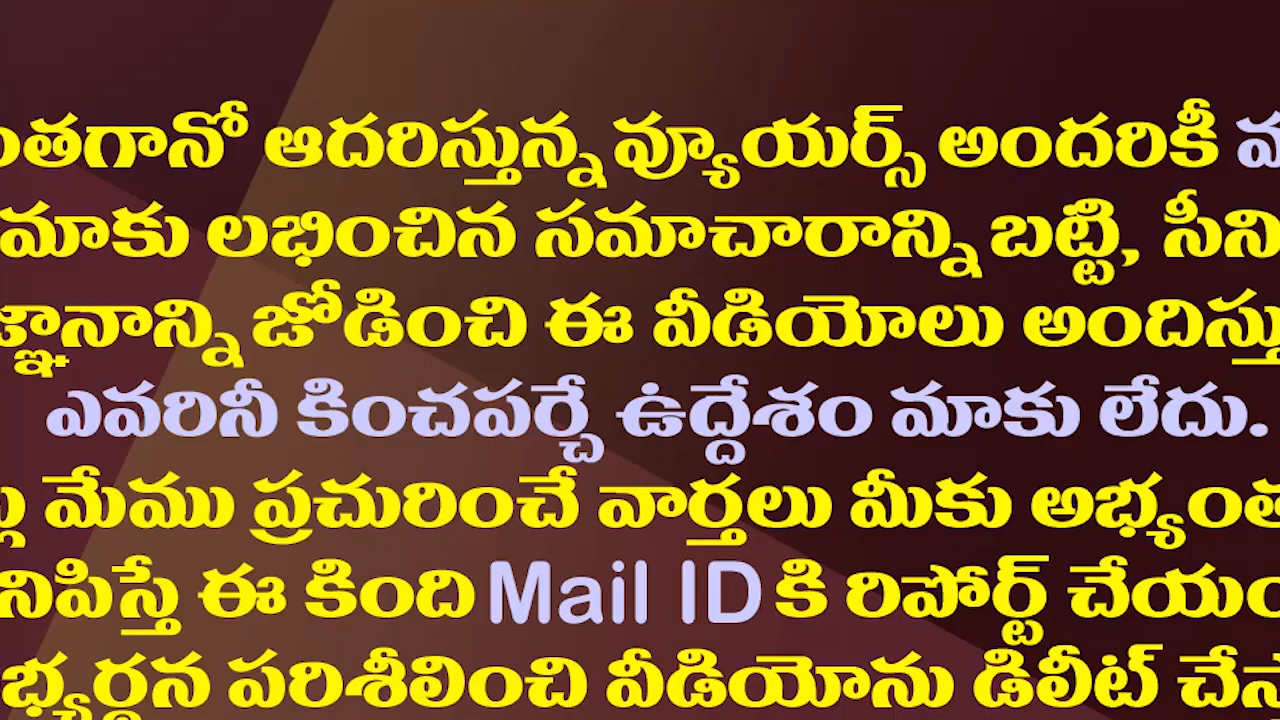 ంతగానో ఆదరిస్తున్న వ్యూయర్స్ అందరికీ
మాకు లభించిన సమాచారాన్ని బట్టి, సీని
జ్ఞానాన్ని జోడించి ఈ వీడియోలు అందిస్తు
ఎవరినీ కించపర్చే ఉద్దేశం మాకు లేదు.
మేము ప్రచురించే వార్తలు మీకు అభ్యంత
నిపిస్తే ఈ కింది Mail ID కి రిపోర్ట్ చేయం
భ్యర్థన పరిశీలించి వీడియోను డిలీట్ చేస